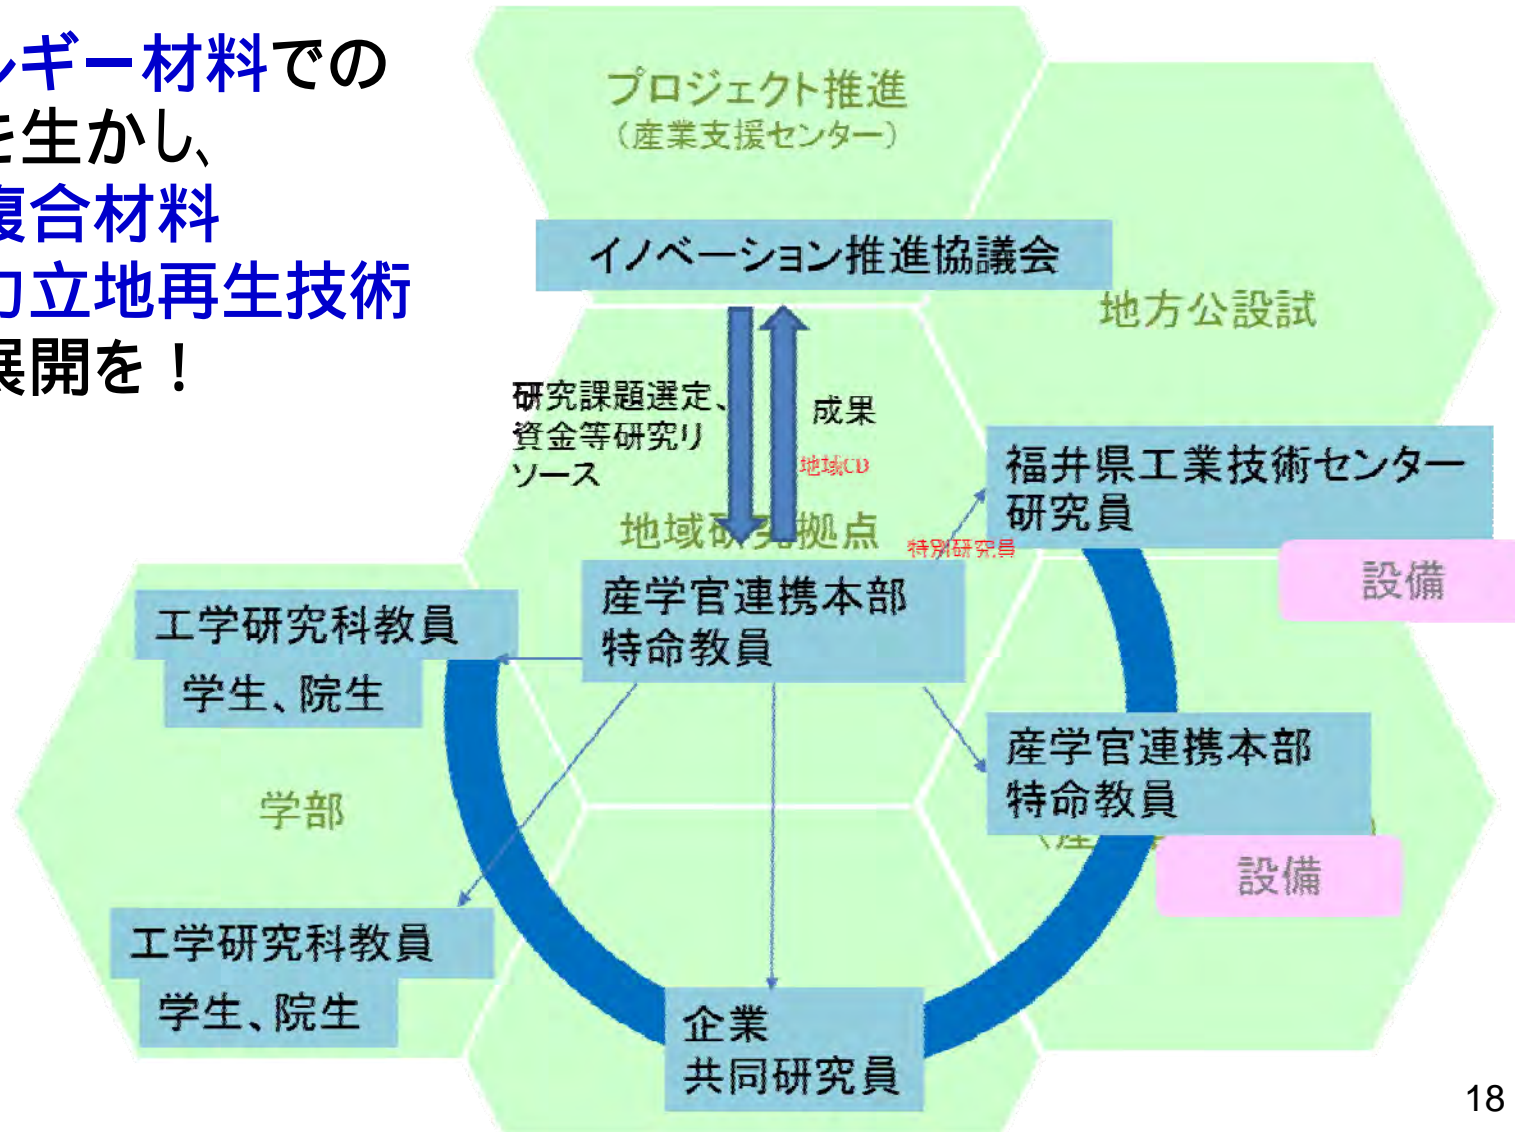 ルギー材料での
を生かし、
複合材料
力立地再生技術
展開を！
プロジェクト推進
（産業支援センター）
イノベーション推進協議会
地方公設試
研究課題選定、
資金等研究リ
ソース
成果
地域CD
地域研究拠点
特別研究員
福井県工業技術センター
研究員
設備
産学官連携本部
特命教員
工学研究科教員
学生、院生
産学官連携本部
特命教員
学部
（産
設備
工学研究科教員
学生、院生
企業
共同研究員
18